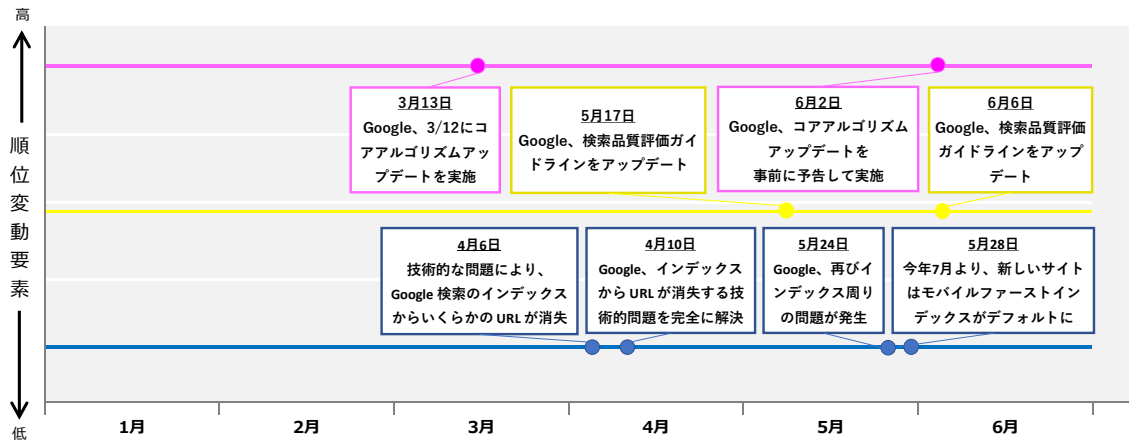 高
順位変動要素
低
3月13日
Google、3/12にコ
アアルゴリズムアッ
プデートを実施
5月17日
Google、検索品質評価ガイ
ドラインをアップデート
6月2日
Google、コアアルゴリズム
アップデートを
事前に予告して実施
6月6日
Google、検索品質評価
ガイドラインをアップ
デート
4月6日
技術的な問題により、
Google 検索のインデックス
からいくらかの URL が消失
4月10日
Google、インデックス
から URL が消失する技
術的問題を完全に解決
5月24日
Google、再びイ
ンデックス周り
の問題が発生
5月28日
今年7月より、新しいサイト
はモバイルファーストイン
デックスがデフォルトに
1月
2月
3月
4月
5月
6月